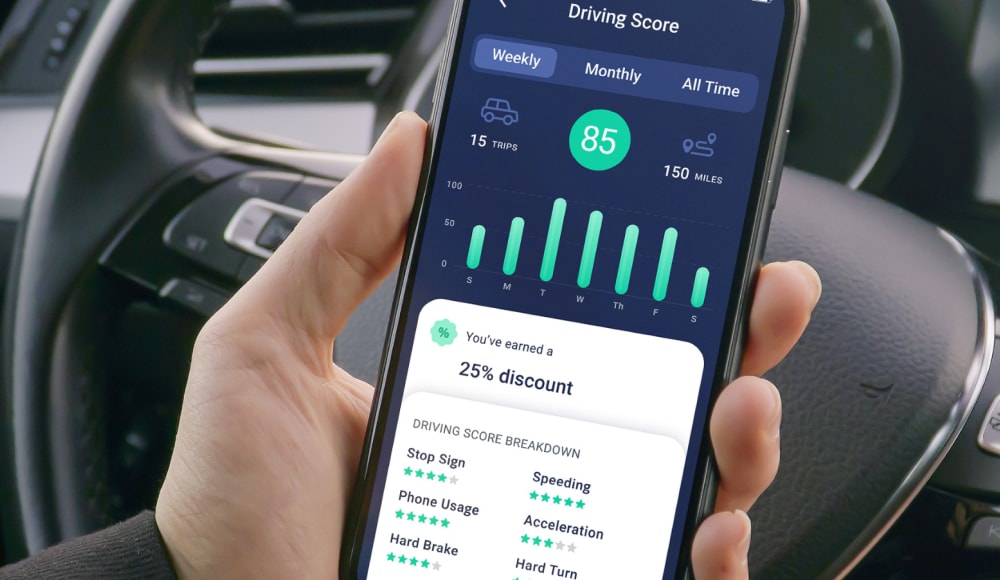 Driving Score
Weekly Monthly All Time
85
15 TRIPS
150 MILES
100
50
0
S M T W Th F S
%
You've earned a
25% discount
DRIVING SCORE BREAKDOWN
Stop Sign
Speeding
Phone Usage
Acceleration
Hard Brake
Hard Turn